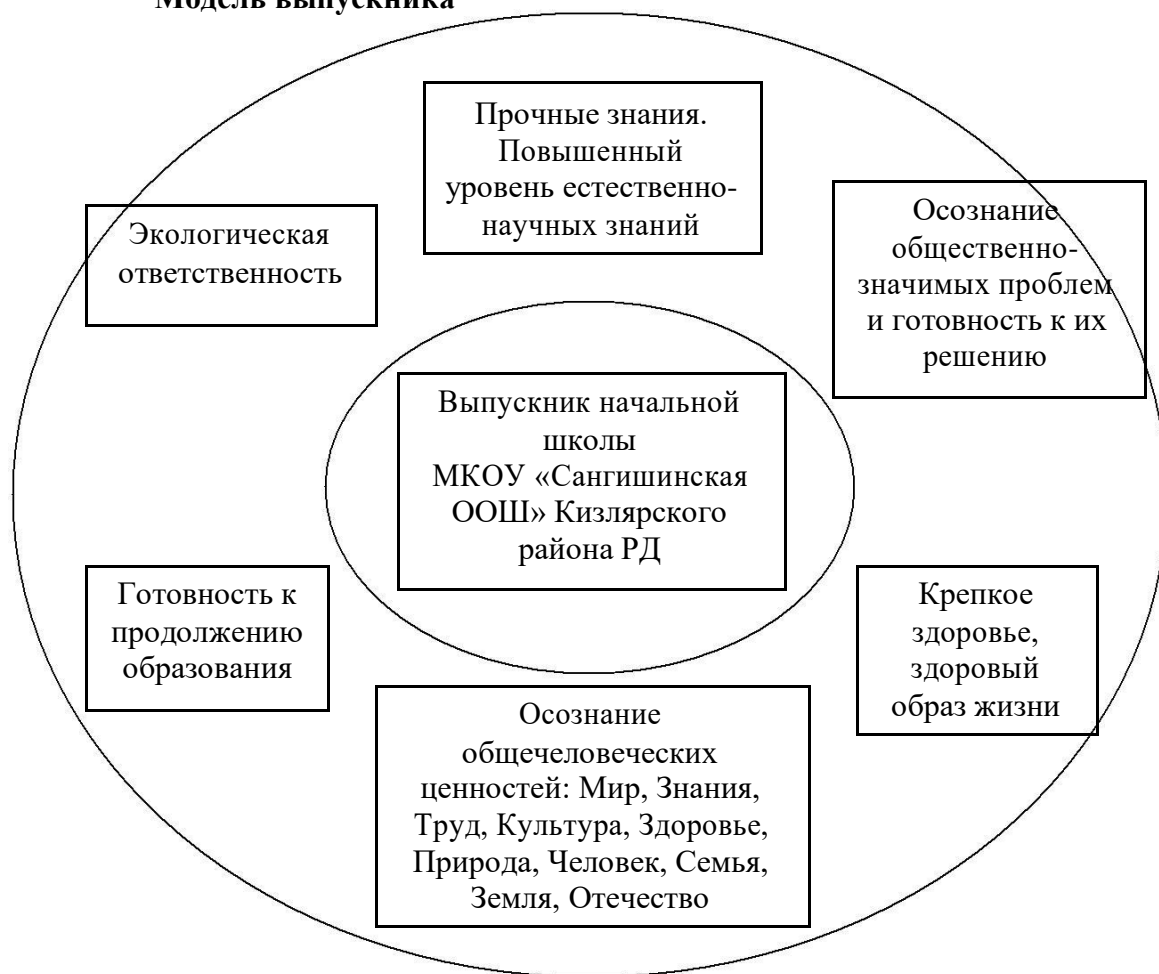 Модель выпускника
Прочные знания.
Повышенный
уровень естественно-
научных знаний
Экологическая
ответственность
Осознание
общественно-
значимых проблем
и готовность к их
решению
Выпускник начальной
школы
МКОУ «Сангишинская
ООШ» Кизлярского
района РД
Готовность к
продолжению
образования
Крепкое
здоровье,
здоровый
образ жизни
Осознание
общечеловеческих
ценностей: Мир, Знания,
Труд, Культура, Здоровье,
Природа, Человек, Семья,
Земля, Отечество